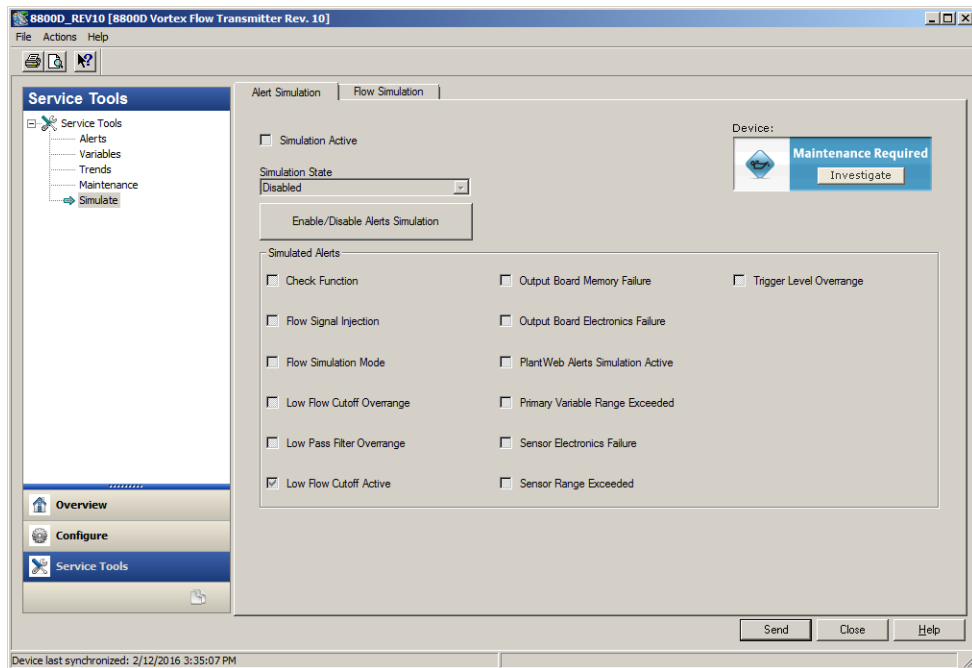 8800D_REV10 [8800D Vortex Flow Transmitter Rev. 10]
File Actions Help
Service Tools
Service Tools
Alerts
Variables
Trends
Maintenance
Simulate
Overview
Configure
Service Tools
Alert Simulation Flow Simulation
Simulation Active
Device:
Maintenance Required
Investigate
Simulation State
Disabled
Enable/Disable Alerts Simulation
Simulated Alerts
Check Function Output Board Memory Failure Trigger Level Overrange
Flow Signal Injection Output Board Electronics Failure
Flow Simulation Mode PlantWeb Alerts Simulation Active
Low Flow Cutoff Overrange Primary Variable Range Exceeded
Low Pass Filter Overrange Sensor Electronics Failure
Low Flow Cutoff Active Sensor Range Exceeded
Send Close Help
Device last synchronized: 2/12/2016 3:35:07 PM